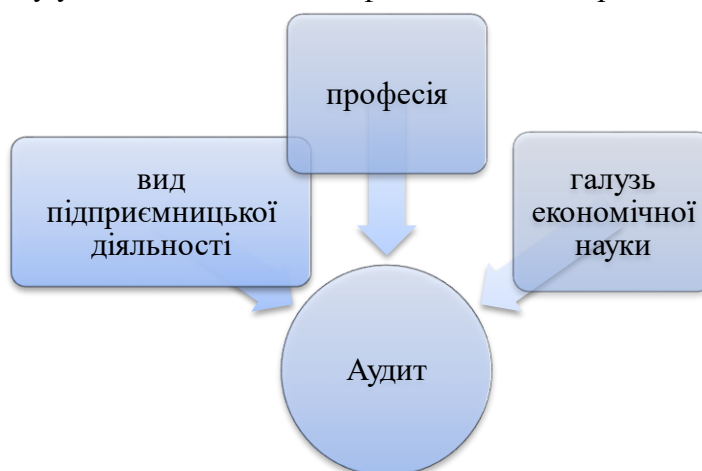 професія
вид
підприємницької
діяльності
галузь
економічної
науки
Аудит